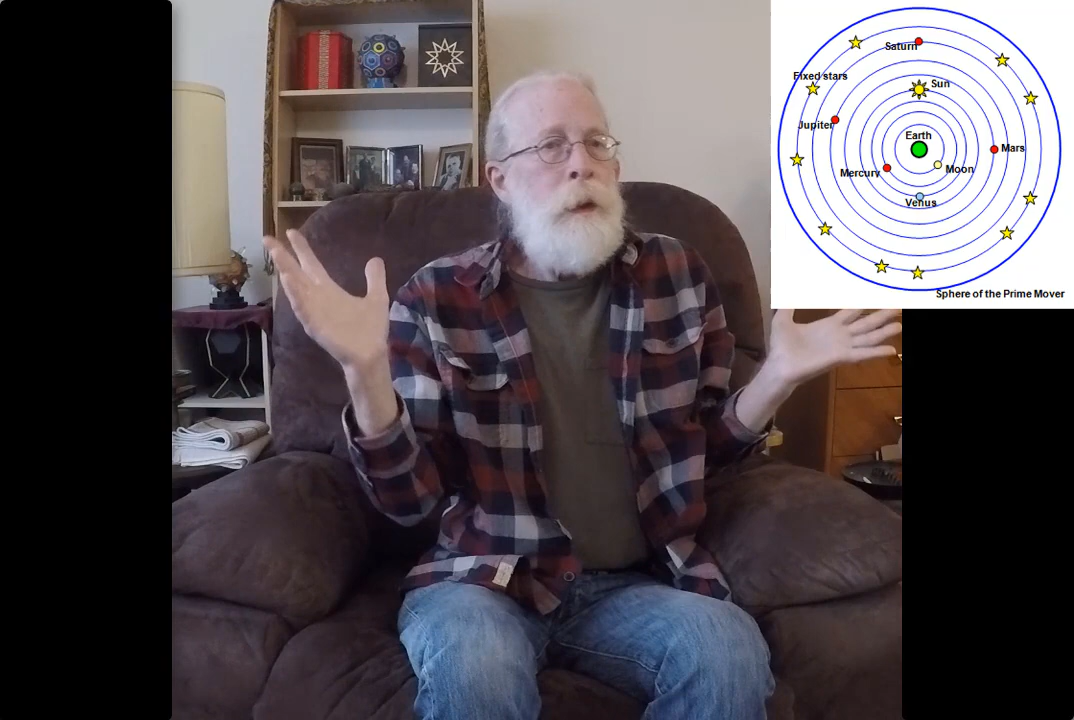 Saturn
Fixed stars
Sun
Jupiter
Earth
Mars
Mercury
Moon
Venus
Sphere of the Prime Mover